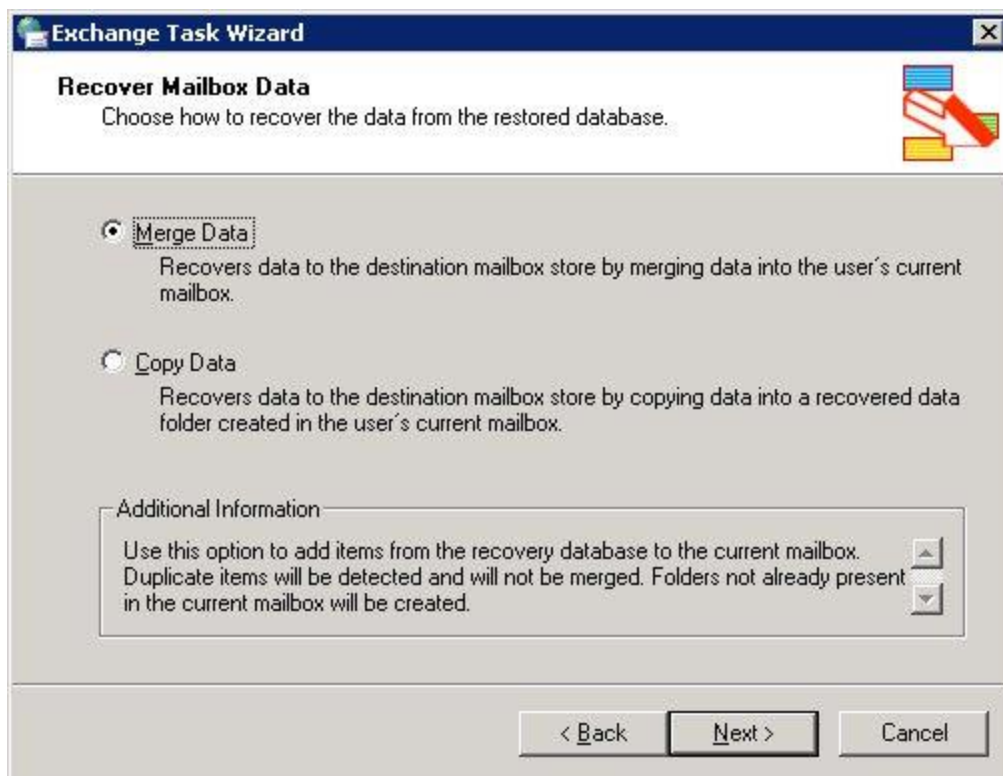 Exchange Task Wizard
Recover Mailbox Data
Choose how to recover the data from the restored database.
Merge Data
Recovers data to the destination mailbox store by merging data into the user´s current
mailbox.
Copy Data
Recovers data to the destination mailbox store by copying data into a recovered data
folder created in the user´s current mailbox.
Additional Information
Use this option to add items from the recovery database to the current mailbox.
Duplicate items will be detected and will not be merged. Folders not already present
in the current mailbox will be created.
< Back Next > Cancel